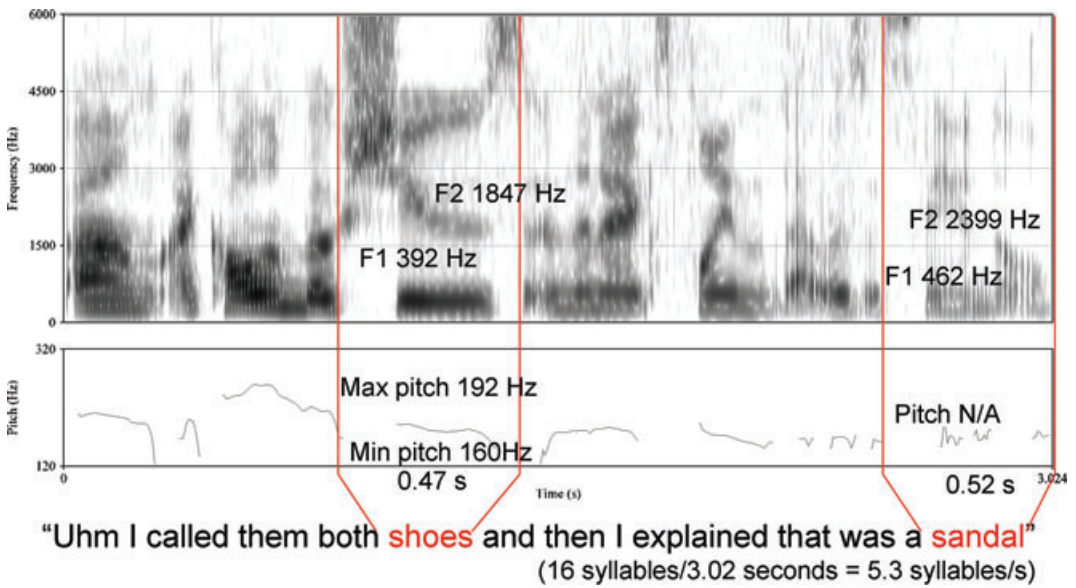 6000
4500
3000
1500
0
Frequency (Hz)
F2 1847 Hz
F1 392 Hz
F2 2399 Hz
F1 462 Hz
320
120
Pitch (Hz)
Max pitch 192 Hz
Min pitch 160Hz
Pitch N/A
0
0.47 s
Time (s)
0.52 s
3.024
“Uhm I called them both shoes and then I explained that was a sandal”
(16 syllables/3.02 seconds = 5.3 syllables/s)